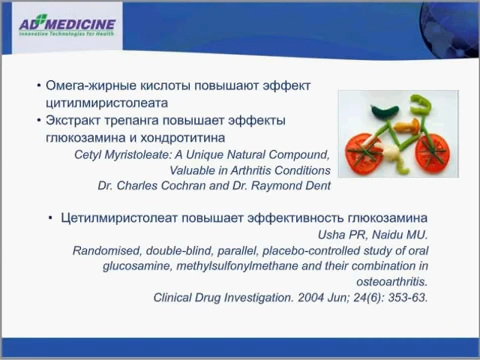 AD MEDICINE
Innovative Technologies for Health
• Омега-жирные кислоты повышают эффект
цитилмиристолеата
• Экстракт трепанга повышает эффекты
глюкозамина и хондротитина
Cetyl Myristoleate: A Unique Natural Compound,
Valuable in Arthritis Conditions
Dr. Charles Cochran and Dr. Raymond Dent
• Цетилмиристолеат повышает эффективность глюкозамина
Usha PR, Naidu MU.
Randomised, double-blind, parallel, placebo-controlled study of oral
glucosamine, methylsulfonylmethane and their combination in
osteoarthritis.
Clinical Drug Investigation. 2004 Jun; 24(6): 353-63.